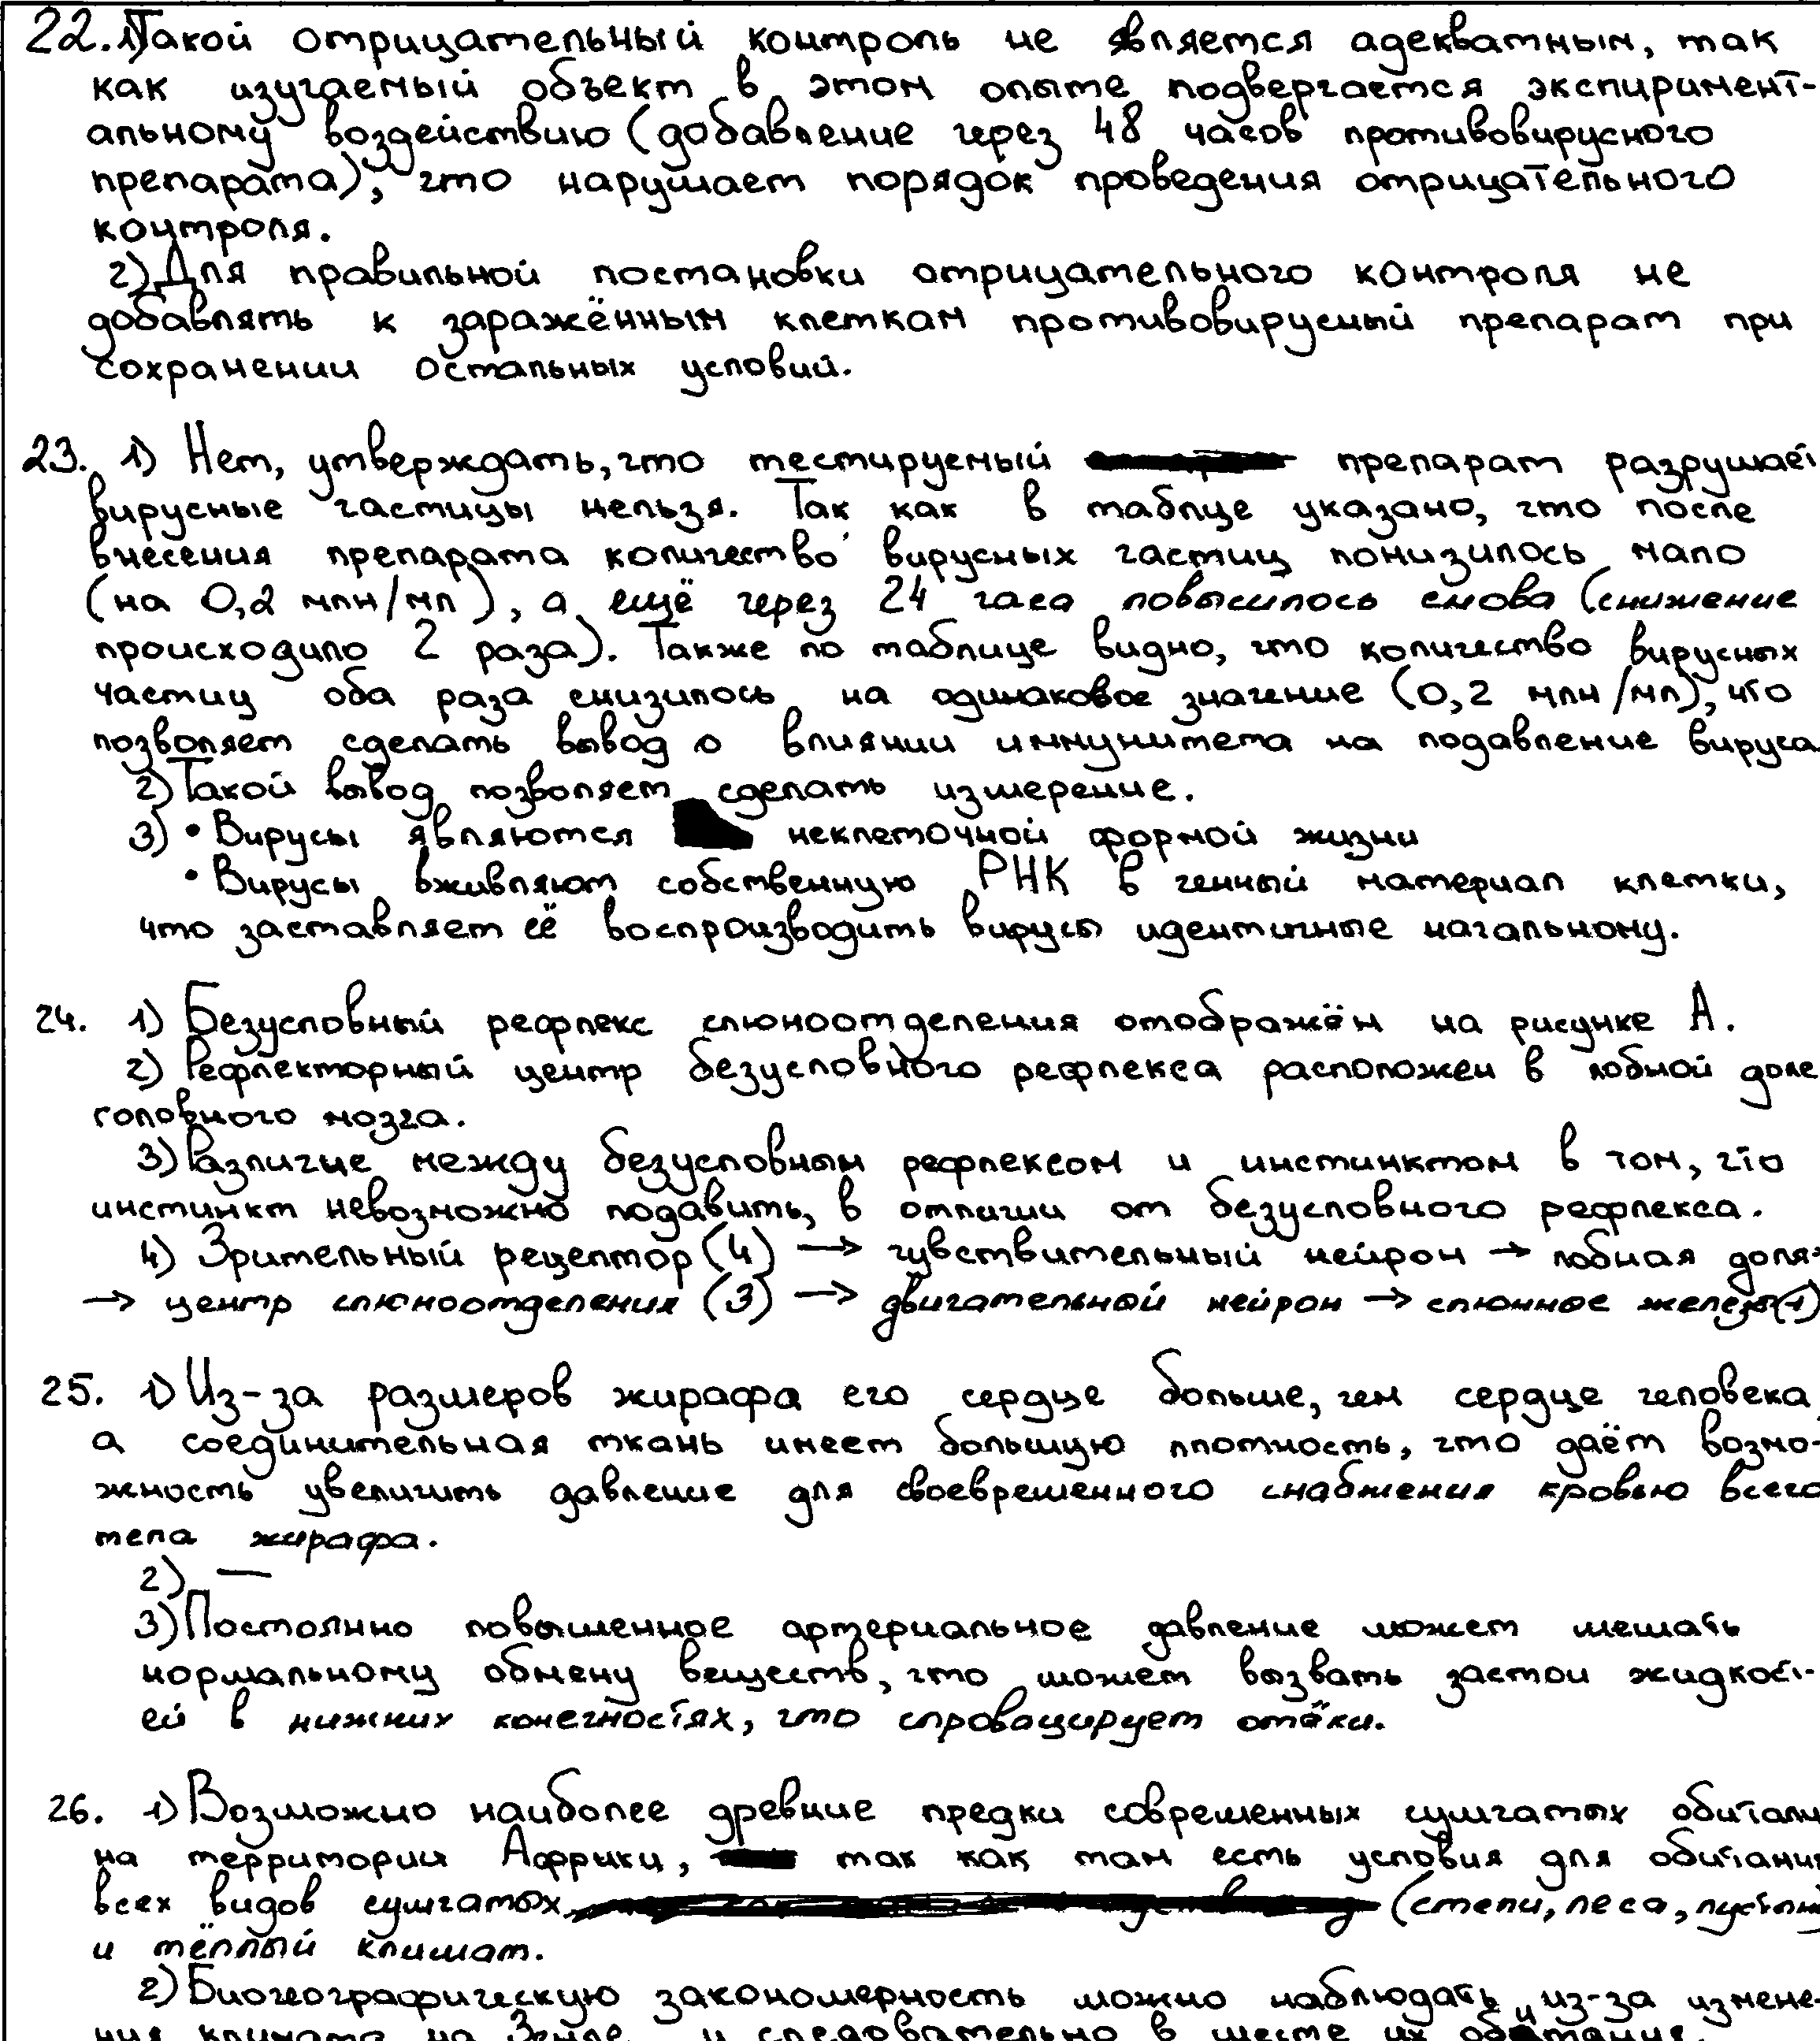 22. 1) Такой отрицательный контроль не является адекватным, так
как изучаемый объект в этом опыте подвергается экспиримент-
альному воздействию (добавление через 48 часов противовирусного
препарата), что нарушает порядок проведения отрицательного
контроля.
2) Для правильной постановки отрицательного контроля не
добавлять к заражённым клеткам противовирусный препарат при
сохранении остальных условий.
23. 1) Нет, утверждать, что тестируемый препарат разрушает
вирусные частицы нельзя. Так как в таблце указано, что после
внесения препарата количество вирусных частиц понизилось мало
(на 0,2 млн/мл), а ещё через 24 часа повысилось снова (снижение
происходило 2 раза). Также по таблице видно, что количество вирусных
частиц оба раза снизилось на одинаковое значение (0,2 млн/мл), что
позволяет сделать вывод о влиянии иммунитета на подавление вируса
2) Такой вывод позволяет сделать измерение.
3) • Вирусы являются неклеточной формой жизни
• Вирусы вживляют собственную РНК в генный материал клетки,
что заставляет её воспроизводить вирусы идентичные начальному.
24. 1) Безусловный рефлекс слюноотделения отображён на рисунке А.
2) Рефлекторный центр безусловного рефлекса расположен в лобной доле
головного мозга.
3) Различие между безусловным рефлексом и инстинктом в том, что
инстинкт невозможно подавить, в отличии от безусловного рефлекса.
4) Зрительный рецептор (4) → чувствительный нейрон → лобная доля
→ центр слюноотделения (3) → двигательный нейрон → слюнные железы (1)
25. 1) Из-за размеров жирафа его сердце больше, чем сердце человека,
а соединительная ткань имеет большую плотность, что даёт возмо-
жность увеличить давление для своевременного снабжения кровью всего
тела жирафа.
2) —
3) Постоянно повышенное артериальное давление может мешать
нормальному обмену веществ, что может вызвать застои жидкост-
ей в нижних конечностях, что спровацирует отёки.
26. 1) Возможно наиболее древние предки современных сумчатых обитали
на территории Африки, так как там есть условия для обитания
всех видов сумчатых (степи, леса, пустыни
и тёплый климат.
2) Биогеографическую закономерность можно наблюдать из-за измене-
ния климата на Земле, и следовательно в месте их обитания.